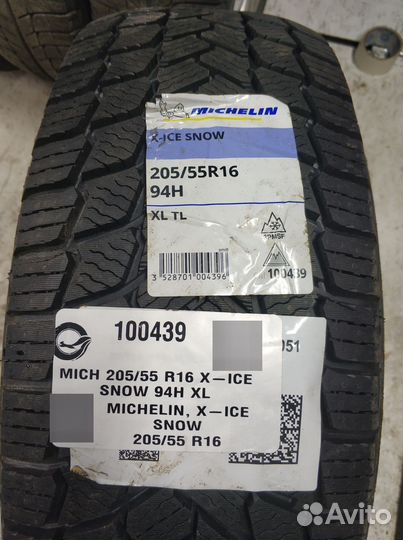 MICHELIN
X-ICE SNOW
205/55R16
94H
XL TL
3PMSF
3 528701 004396
100439
100439
051
MICH 205/55 R16 X—ICE
SNOW 94H XL
MICHELIN, X—ICE
SNOW
205/55 R16
Avito